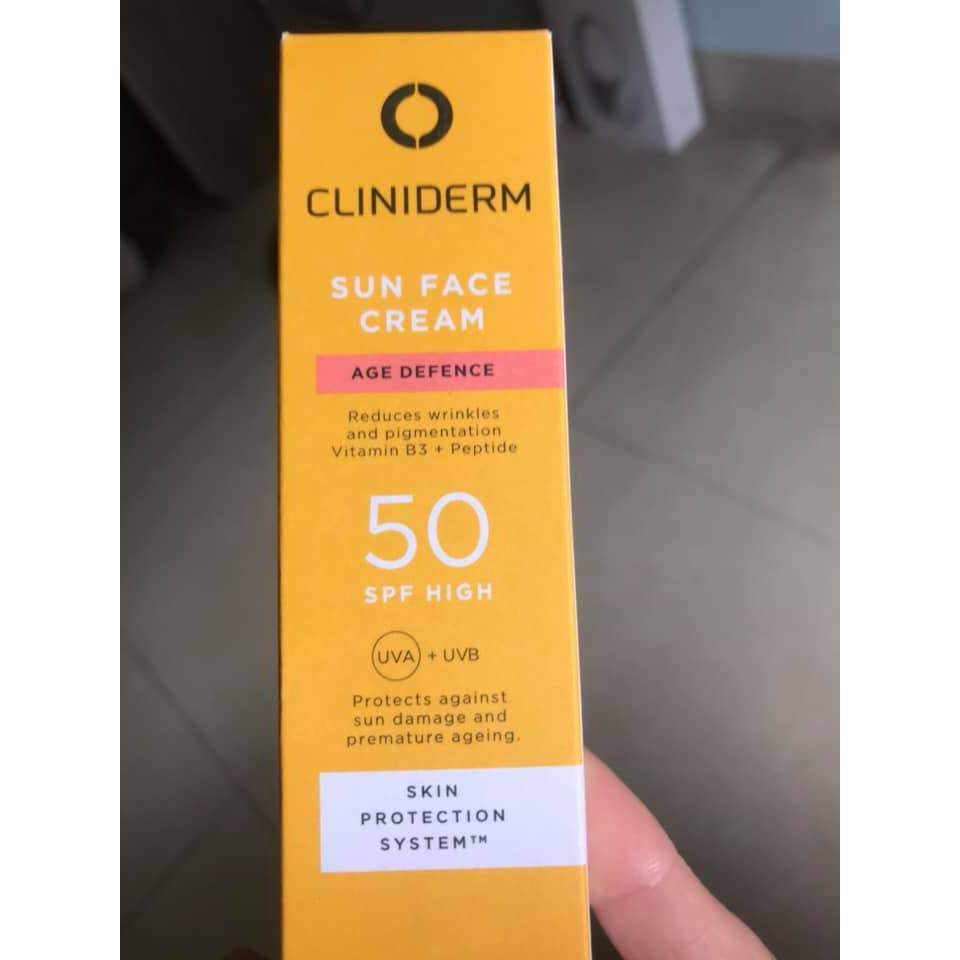 CLINIDERM
SUN FACE
CREAM
AGE DEFENCE
Reduces wrinkles
and pigmentation
Vitamin B3 + Peptide
50
SPF HIGH
UVA + UVB
Protects against
sun damage and
premature ageing.
SKIN
PROTECTION
SYSTEM™